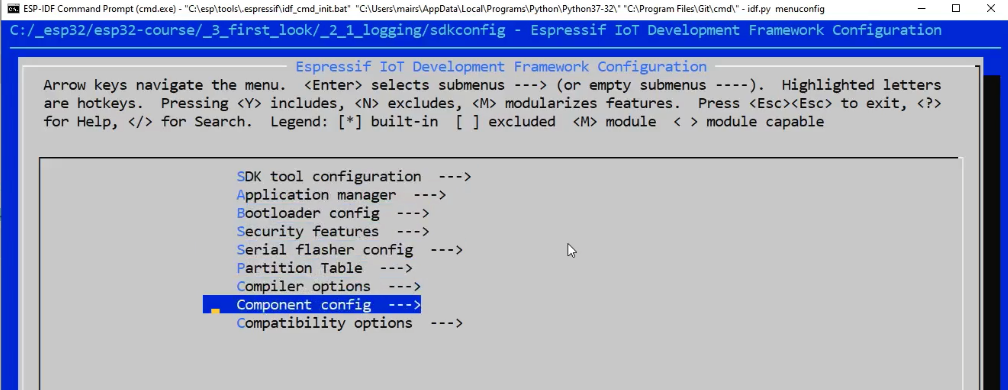 ESP-IDF Command Prompt (cmd.exe) - "C:\esp\tools\.espressif\idf_cmd_init.bat" "C:\Users\mairs\AppData\Local\Programs\Python\Python37-32\" "C:\Program Files\Git\cmd\" - idf.py menuconfig
C:/_esp32/esp32-course/_3_first_look/_2_1_logging/sdkconfig - Espressif IoT Development Framework Configuration
Espressif IoT Development Framework Configuration
Arrow keys navigate the menu. <Enter> selects submenus ---> (or empty submenus ----). Highlighted letters
are hotkeys. Pressing <Y> includes, <N> excludes, <M> modularizes features. Press <Esc><Esc> to exit, <?>
for Help, </> for Search. Legend: [*] built-in [ ] excluded <M> module < > module capable
SDK tool configuration --->
Application manager --->
Bootloader config --->
Security features --->
Serial flasher config --->
Partition Table --->
Compiler options --->
Component config --->
Compatibility options --->